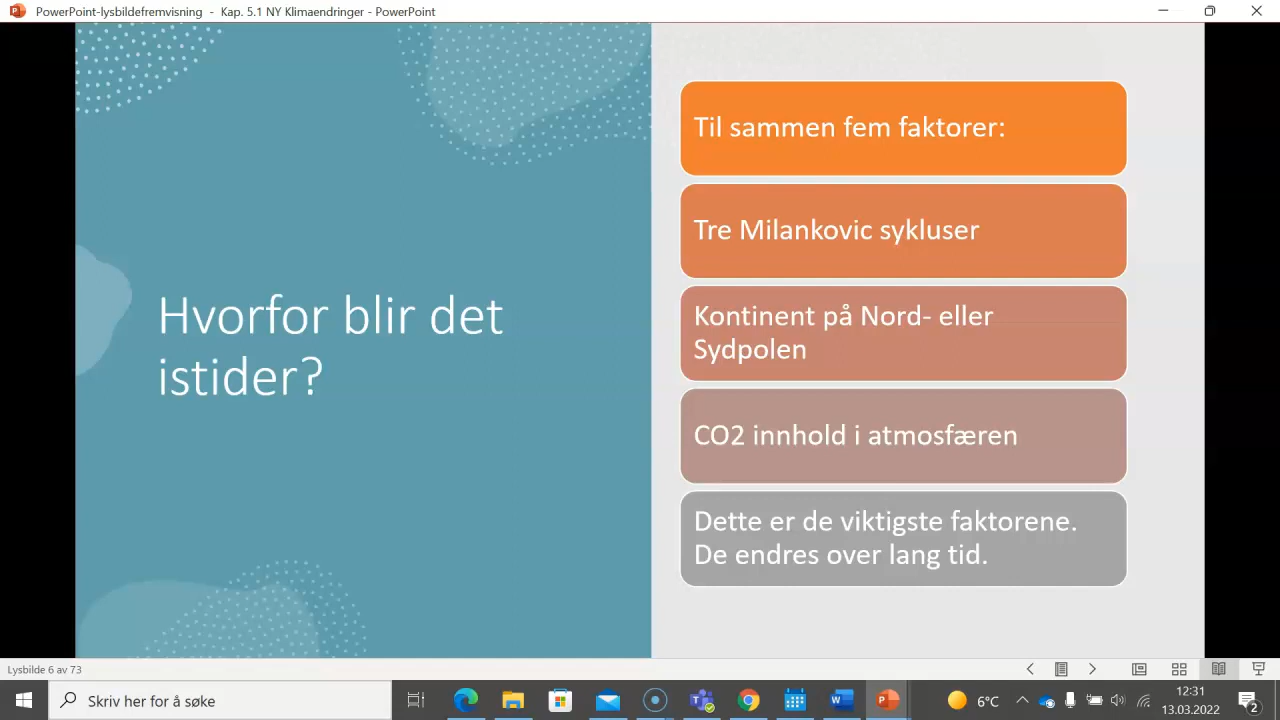 PowerPoint-lysbildefremvisning - Kap. 5.1 NY Klimaendringer - PowerPoint
Hvorfor blir det
istider?
Til sammen fem faktorer:
Tre Milankovic sykluser
Kontinent på Nord- eller
Sydpolen
CO2 innhold i atmosfæren
Dette er de viktigste faktorene.
De endres over lang tid.
Lysbilde 6 av 73
Skriv her for å søke
6°C
12:31
13.03.2022
2